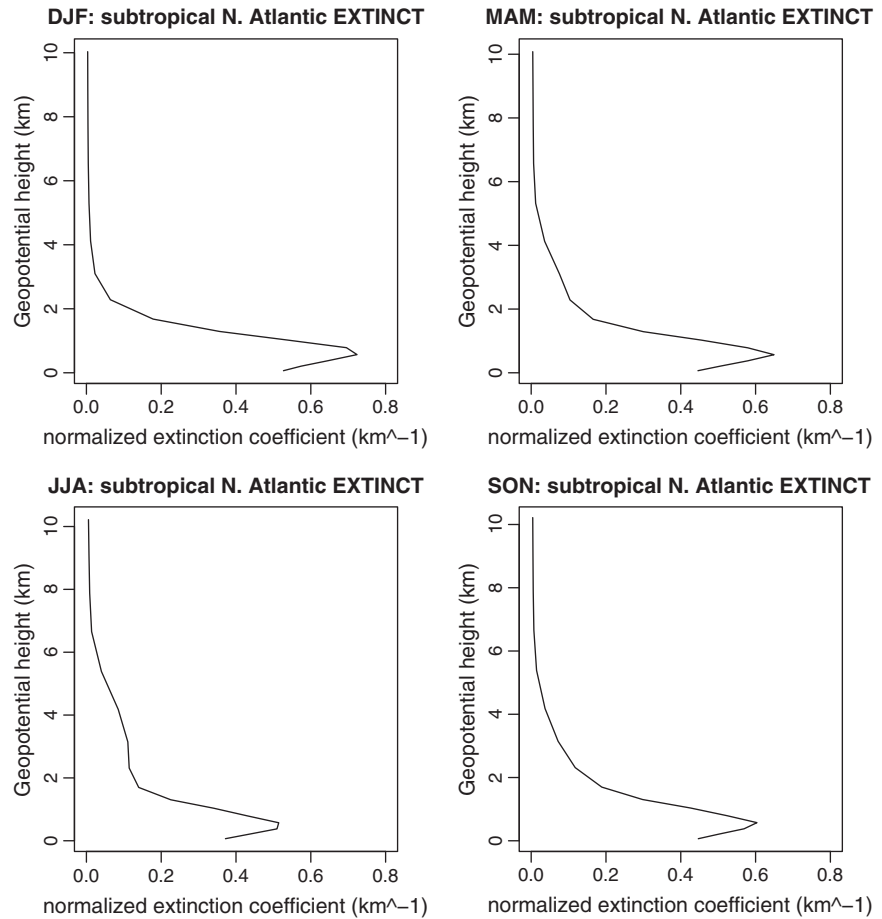 DJF: subtropical N. Atlantic EXTINCT
Geopotential height (km)
10
8
6
4
2
0
0.0 0.2 0.4 0.6 0.8
normalized extinction coefficient (km^−1)
MAM: subtropical N. Atlantic EXTINCT
Geopotential height (km)
10
8
6
4
2
0
0.0 0.2 0.4 0.6 0.8
normalized extinction coefficient (km^−1)
JJA: subtropical N. Atlantic EXTINCT
Geopotential height (km)
10
8
6
4
2
0
0.0 0.2 0.4 0.6 0.8
normalized extinction coefficient (km^−1)
SON: subtropical N. Atlantic EXTINCT
Geopotential height (km)
10
8
6
4
2
0
0.0 0.2 0.4 0.6 0.8
normalized extinction coefficient (km^−1)